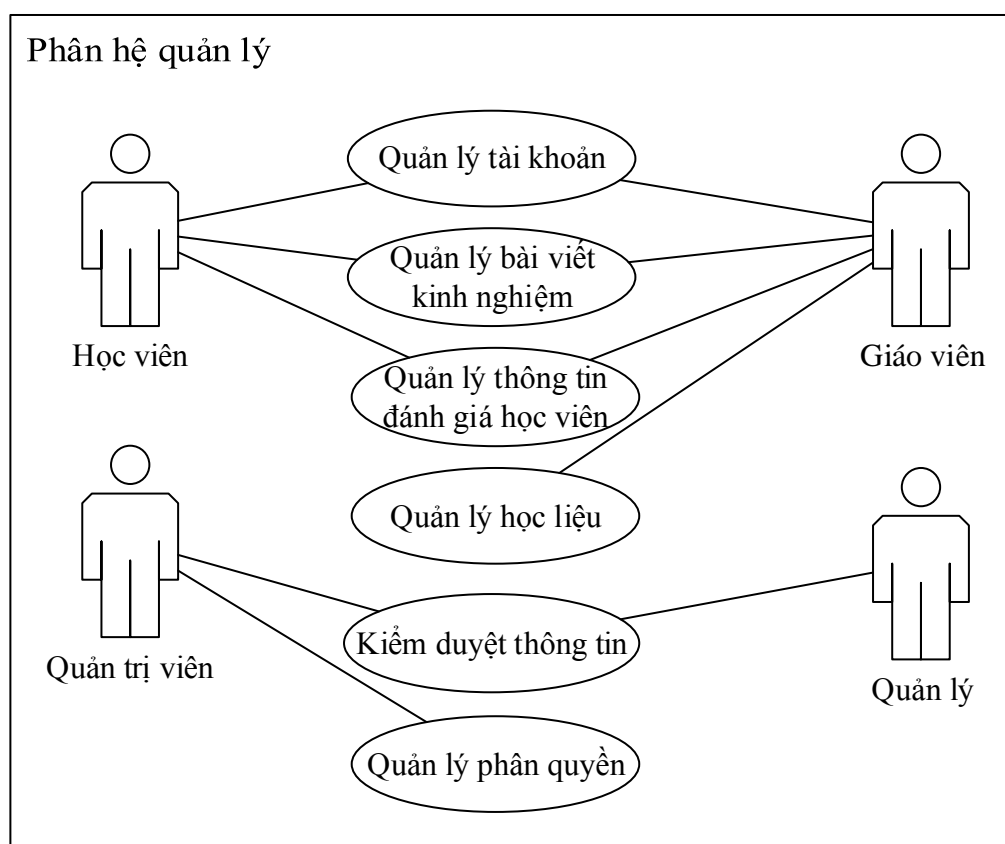 Phân hệ quản lý
Quản lý tài khoản
Quản lý bài viết
kinh nghiệm
Học viên
Giáo viên
Quản lý thông tin
đánh giá học viên
Quản lý học liệu
Kiểm duyệt thông tin
Quản trị viên
Quản lý
Quản lý phân quyền